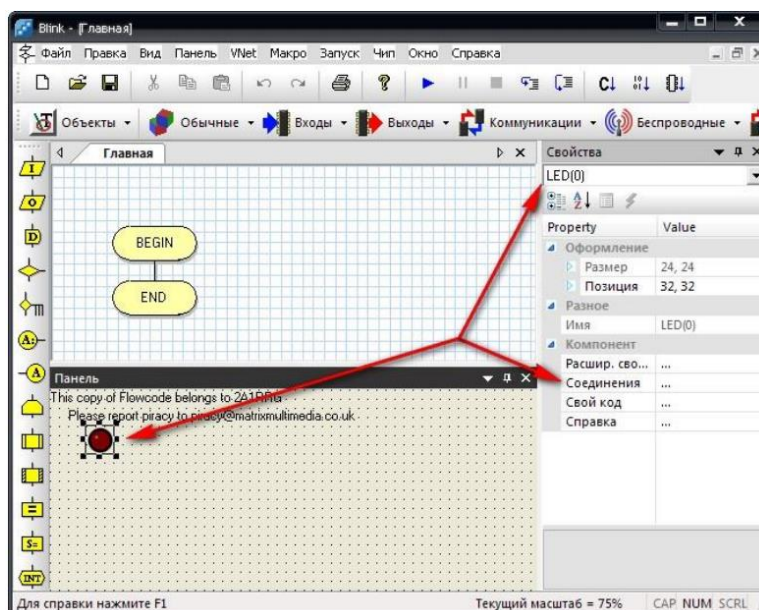 Blink - [Главная]
Файл Правка Вид Панель VNet Макро Запуск Чип Окно Справка
Объекты Обычные Входы Выходы Коммуникации Беспроводные
Главная
BEGIN
END
Панель
This copy of Flowcode belongs to
Please report piracy to piracy@matrixmultimedia.co.uk
Свойства
LED(0)
Property Value
Оформление
Размер 24, 24
Позиция 32, 32
Разное
Имя LED(0)
Компонент
Расшир. сво... ...
Соединения ...
Свой код ...
Справка ...
I
O
D
A:
A
=
S=
INT
Для справки нажмите F1 Текущий масштаб = 75% CAP NUM SCRL